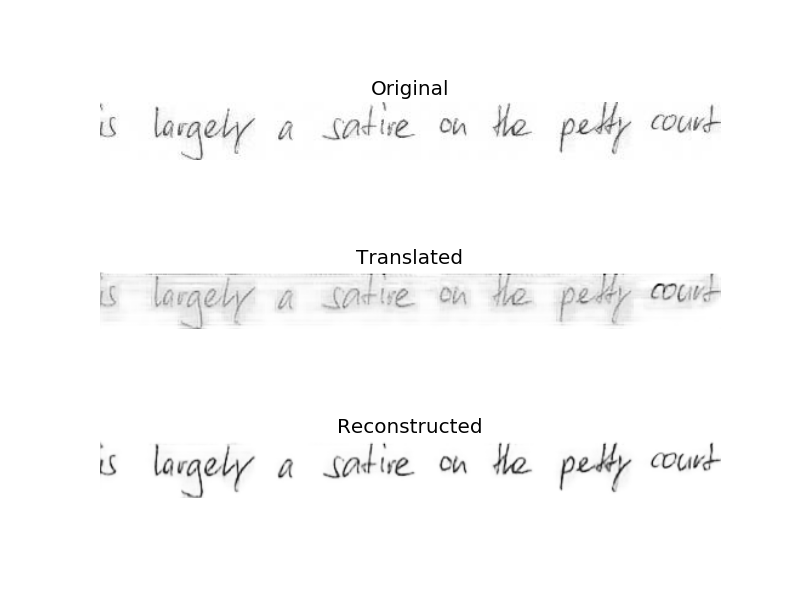 Original
is largely a satire on the petty court
Translated
is largely a satire on the petty court
Reconstructed
is largely a satire on the petty court